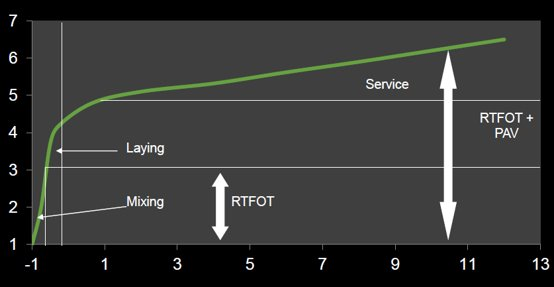 7
6
Service
5
RTFOT +
PAV
4
Laying
3
RTFOT
Mixing
2
1
-1 1 3 5 7 9 11 13